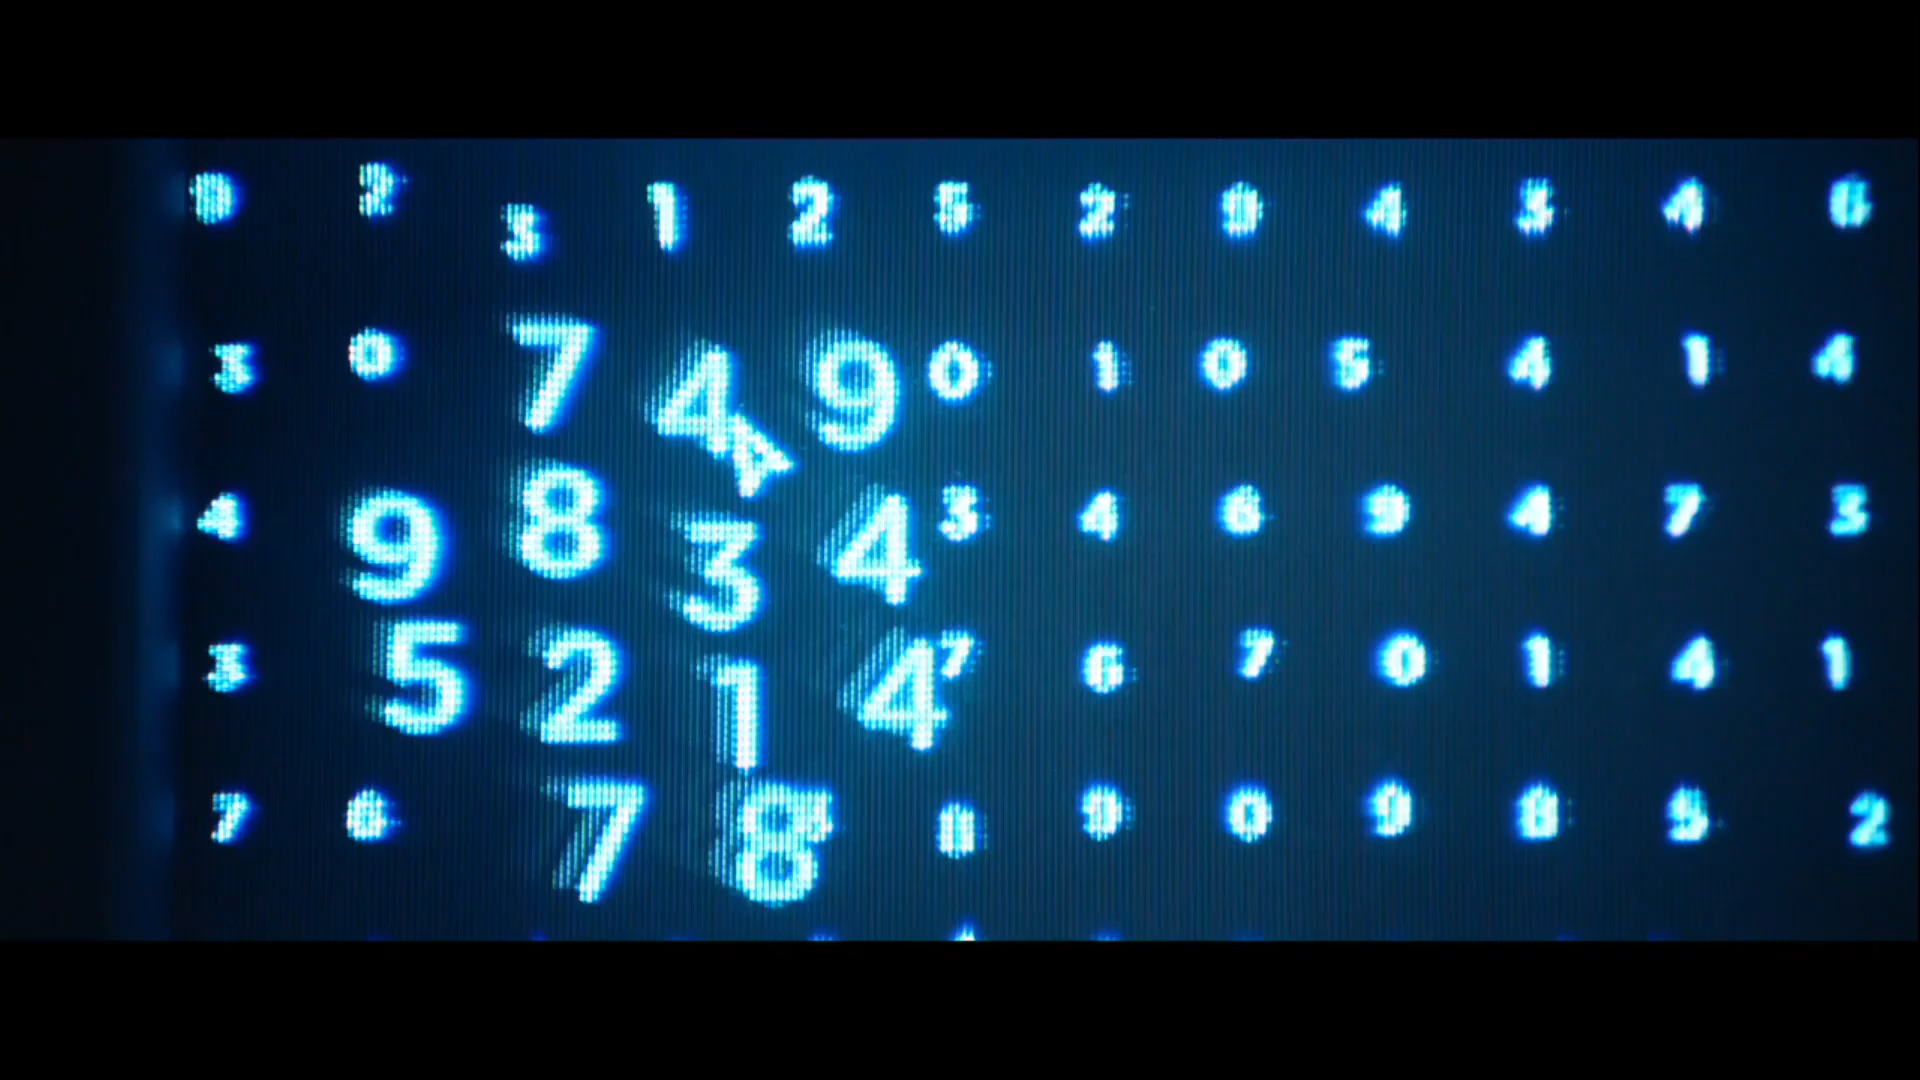 2 3 1 2 5 2 9 4 3 4 6
3 0 7 4 4 9 0 1 0 5 4 1 4
4 9 8 3 4 3 4 6 9 4 7 3
3 5 2 1 4 7 6 7 0 1 4 1
7 6 7 8 0 9 0 9 8 5 2